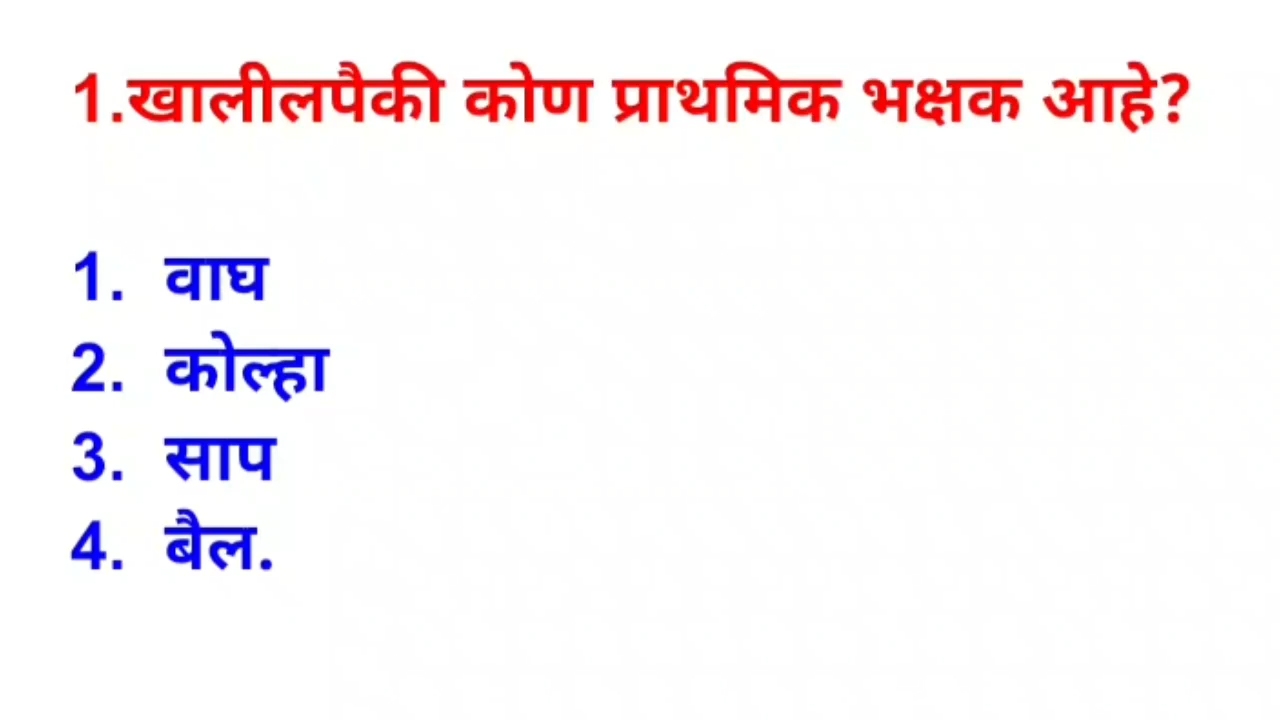 1.खालीलपैकी कोण प्राथमिक भक्षक आहे?
1. वाघ
2. कोल्हा
3. साप
4. बैल.